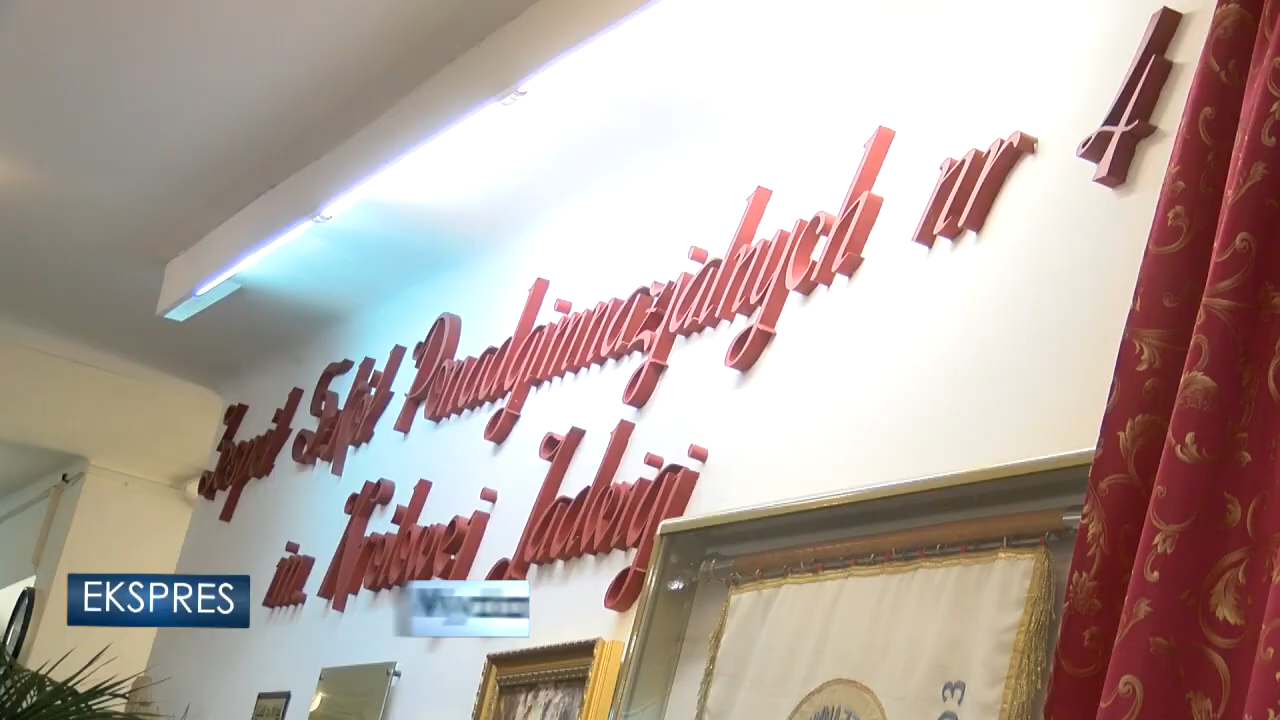 Zespół Szkół Ponadgimnazjalnych nr 4
im. Królowej Jadwigi
EKSPRES